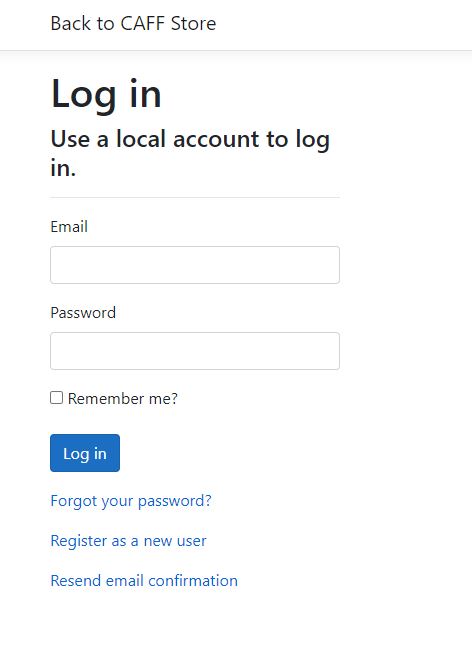 Back to CAFF Store
Log in
Use a local account to log
in.
Email
Password
Remember me?
Log in
Forgot your password?
Register as a new user
Resend email confirmation